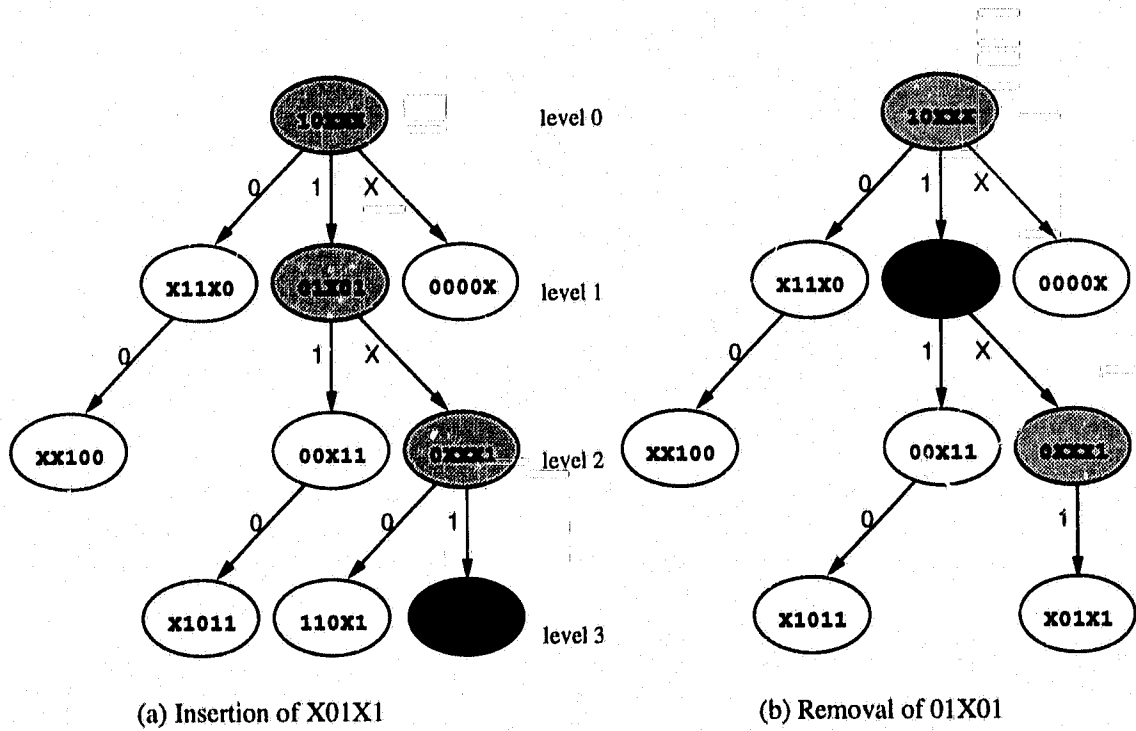 10XXX
level 0
10XXX
0 1 X
0 1 X
X11X0
01X01
0000X
level 1
X11X0
0000X
0 1 X
0 1 X
XX100
00X11
0XXX1
level 2
XX100
00X11
0XXX1
0 0 1
0 1
X1011
110X1
level 3
X1011
X01X1
(a) Insertion of X01X1
(b) Removal of 01X01